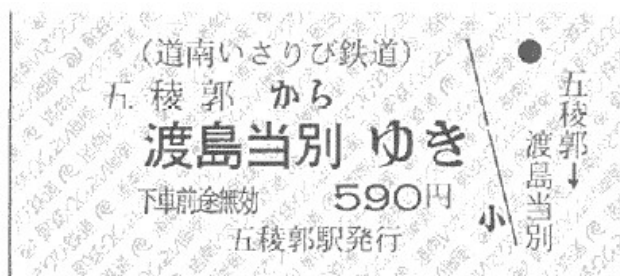 (道南いさりび鉄道)
五稜郭 から
渡島当別 ゆき
下車前途無効 590円
五稜郭駅発行
小
五稜郭→
渡島当別